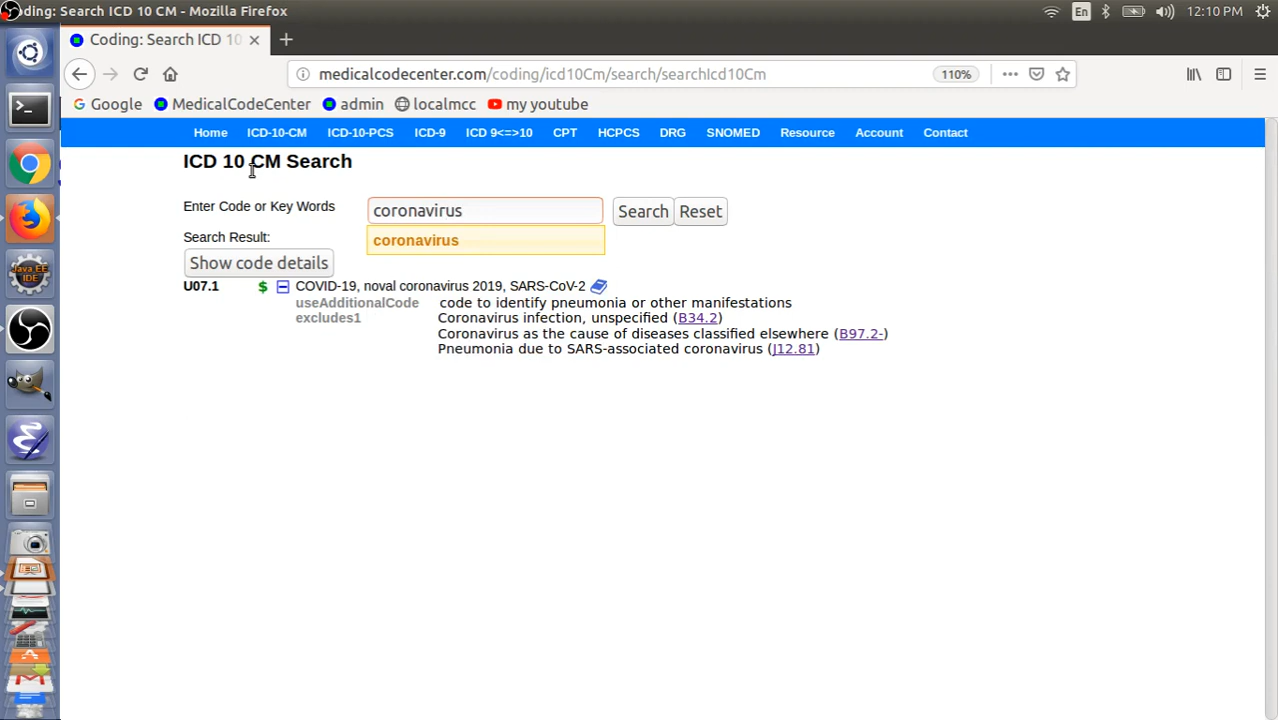 oding: Search ICD 10 CM - Mozilla Firefox
En
12:10 PM
Coding: Search ICD 10
medicalcodecenter.com/coding/icd10Cm/search/searchIcd10Cm
110%
Google MedicalCodeCenter admin localmcc my youtube
Home ICD-10-CM ICD-10-PCS ICD-9 ICD 9<=>10 CPT HCPCS DRG SNOMED Resource Account Contact
ICD 10 CM Search
Enter Code or Key Words coronavirus Search Reset
Search Result: coronavirus
Show code details
U07.1 $ COVID-19, noval coronavirus 2019, SARS-CoV-2
useAdditionalCode code to identify pneumonia or other manifestations
excludes1 Coronavirus infection, unspecified (B34.2)
Coronavirus as the cause of diseases classified elsewhere (B97.2-)
Pneumonia due to SARS-associated coronavirus (J12.81)
Java EE
IDE